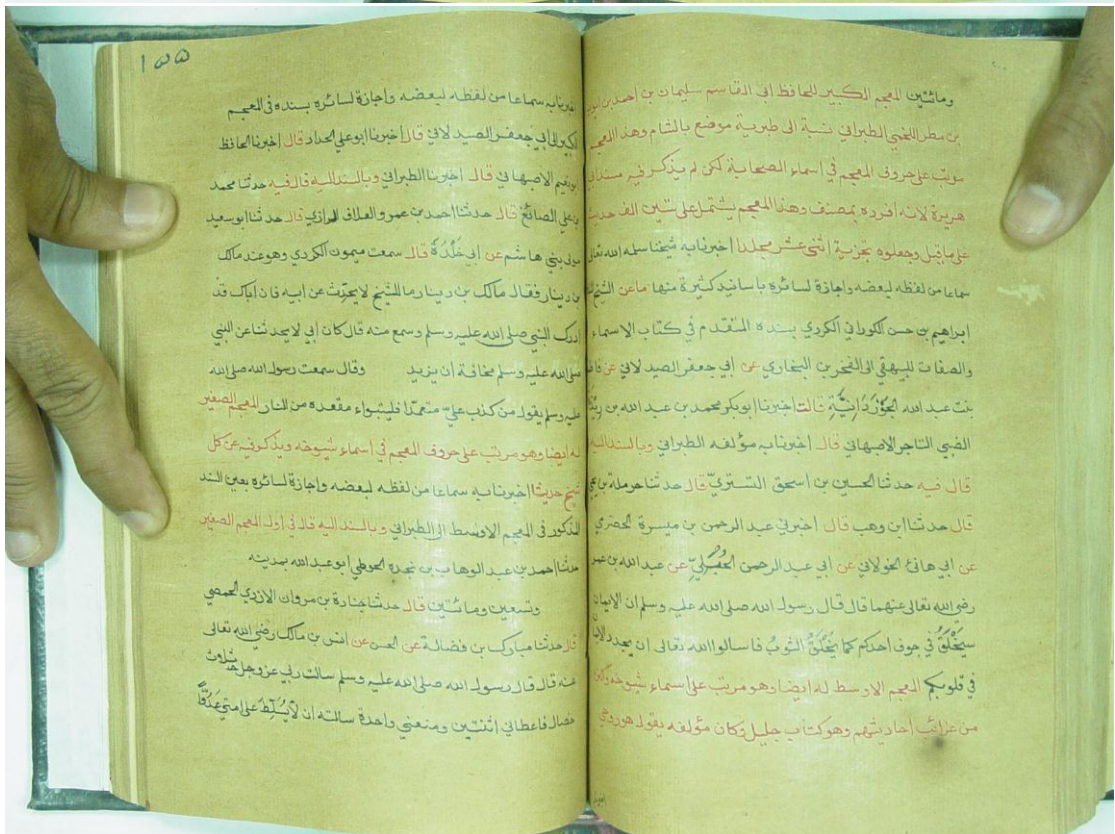 ومائتين المعجم الكبير للحافظ ابى القاسم سليمان بن احمد بن ايوب
بن مطر اللخمي الطبراني نسبة الى طبرية موضع بالشام وهذا المعجم
مرتب على حروف المعجم في اسماء الصحابة لكن لم يذكر فيه مسند ابي
هريرة لانه افرده بمصنف وهذا المعجم يشتمل على ستين الف حديث
على ما قيل وجعلوه بتجزية اثنى عشر مجلدا اخبرنا به شيخنا سلمه الله تعالى
سماعا من لفظه لبعضه واجازة لسائره باسانيد كثيرة منها ما عن الشيخ
ابراهيم بن حسن الكوراني الكردي بسنده المتقدم في كتاب الاسماء
والصفات للبيهقي الى الفخر بن البخاري عن ابي جعفر الصيدلاني عن
بنت عبد الله الجُوْزَدَانِيَّةِ قالت اخبرنا ابو بكر محمد بن عبد الله بن
الضبي التاجر الاصبهاني قال اخبرنا به مؤلفه الطبراني وبالسند اليه
قال فيه حدثنا الحسين بن اسحق التستريّ قال حدثنا حرملة بن
قال حدثنا ابن وهب قال اخبرني عبد الرحمن بن ميسرة الحضرمي
عن ابي هانئ الخولاني عن ابي عبد الرحمن الحُبُلِيِّ عن عبد الله بن عمر
رضي الله تعالى عنهما قال قال رسول الله صلى الله عليه وسلم ان الايمان
سيَخْلَقُ في جوف احدكم كما يَخْلَقُ الثوبُ فاسالوا الله تعالى ان يجدد
في قلوبكم المعجم الاوسط له ايضا وهو مرتب على اسماء شيوخه
من غرائب احاديثهم وهو كتاب جليل وكان مؤلفه يقول هو روحي
١٥٥
اخبرنا به سماعا من لفظه لبعضه واجازة لسائره بسنده في المعجم
الكبير الى ابي جعفر الصيدلاني قال اخبرنا ابو علي الحداد قال اخبرنا الحافظ
ابو نعيم الاصبهاني قال اخبرنا الطبراني وبالسند اليه قال فيه حدثنا محمد
بن علي الصائغ قال حدثنا احمد بن عمرو العلاف الرازي قال حدثنا ابو سعيد
مولى بني هاشم عن ابي خُلْدَةَ قال سمعت ميمون الكردي وهو عند مالك
بن دينار فقال مالك بن دينار ما للشيخ لا يحدّث عن ابيه فان اباك قد
ادرك النبي صلى الله عليه وسلم وسمع منه قال كان ابي لا يحدثنا عن النبي
صلى الله عليه وسلم مخافة ان يزيد وقال سمعت رسول الله صلى الله
عليه وسلم يقول من كذب عليّ متعمدًا فليتبواء مقعده من النار المعجم الصغير
له ايضا وهو مرتب على حروف المعجم في اسماء شيوخه ويذكر فيه عن كل
شيخ حديثا اخبرنا به سماعا من لفظه لبعضه واجازة لسائره بعين السند
المذكور في المعجم الاوسط الى الطبراني وبالسند اليه قال في اول المعجم الصغير
حدثنا احمد بن عبد الوهاب بن نجدة الحوطي ابو عبد الله بمدينة
وتسعين ومائتين قال حدثنا جنادة بن مروان الازدي الحمصي
قال حدثنا مبارك بن فضالة عن الحسن عن انس بن مالك رضي الله تعالى
عنه قال قال رسول الله صلى الله عليه وسلم سالت ربي عز وجل ثلاث
خصال فاعطاني اثنتين ومنعني واحدة سالته ان لا يُسَلِّطَ على امتي عَدُوًّا